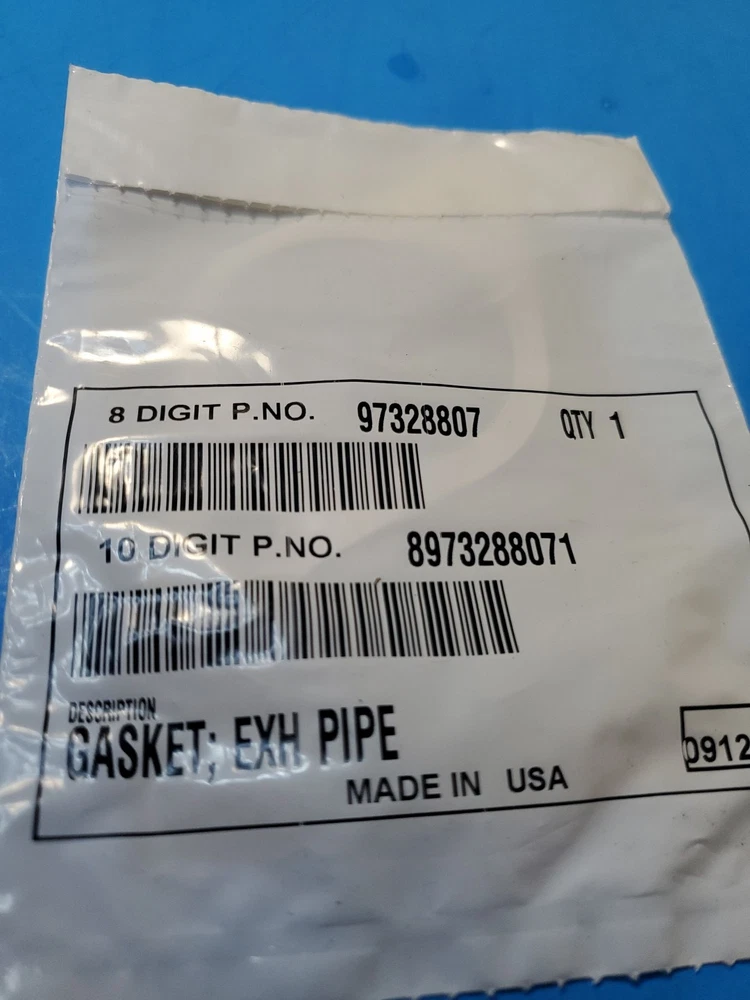 8 DIGIT P.NO. 97328807 QTY 1
10 DIGIT P.NO. 8973288071
DESCRIPTION
GASKET; EXH PIPE
0912
MADE IN USA